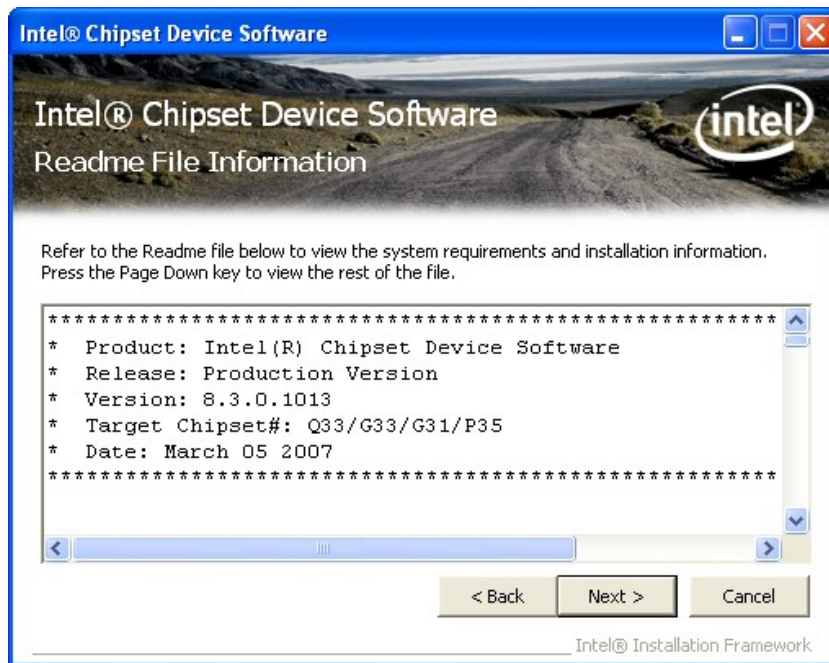 Intel® Chipset Device Software
Intel® Chipset Device Software
intel
Readme File Information
Refer to the Readme file below to view the system requirements and installation information.
Press the Page Down key to view the rest of the file.
************************************************************
* Product: Intel(R) Chipset Device Software
* Release: Production Version
* Version: 8.3.0.1013
* Target Chipset#: Q33/G33/G31/P35
* Date: March 05 2007
************************************************************
< Back Next > Cancel
Intel® Installation Framework